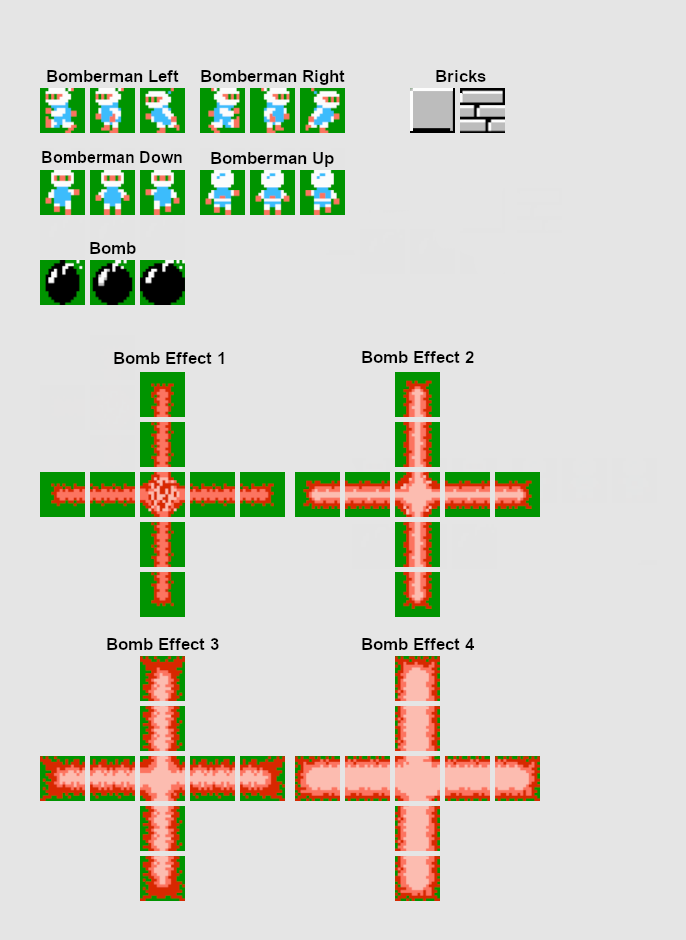 Bomberman Left
Bomberman Right
Bricks
Bomberman Down
Bomberman Up
Bomb
Bomb Effect 1
Bomb Effect 2
Bomb Effect 3
Bomb Effect 4